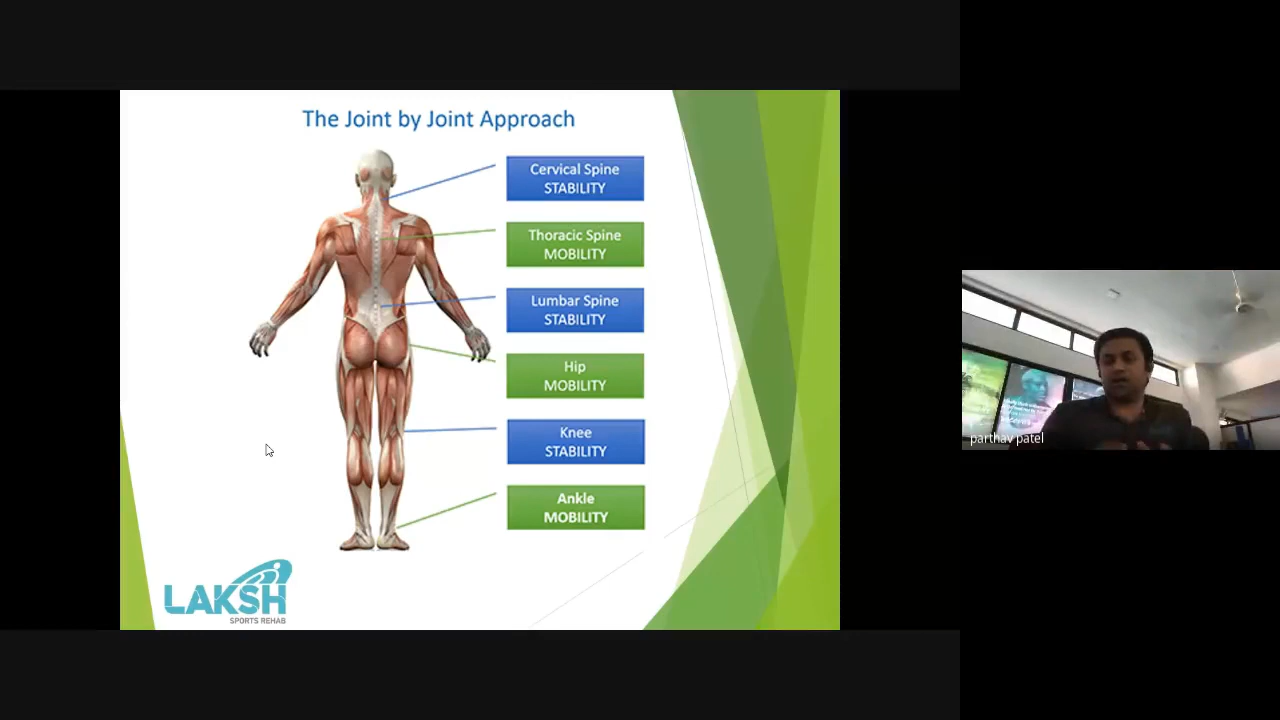 The Joint by Joint Approach
Cervical Spine
STABILITY
Thoracic Spine
MOBILITY
Lumbar Spine
STABILITY
Hip
MOBILITY
Knee
STABILITY
Ankle
MOBILITY
LAKSH
SPORTS REHAB
parthav patel